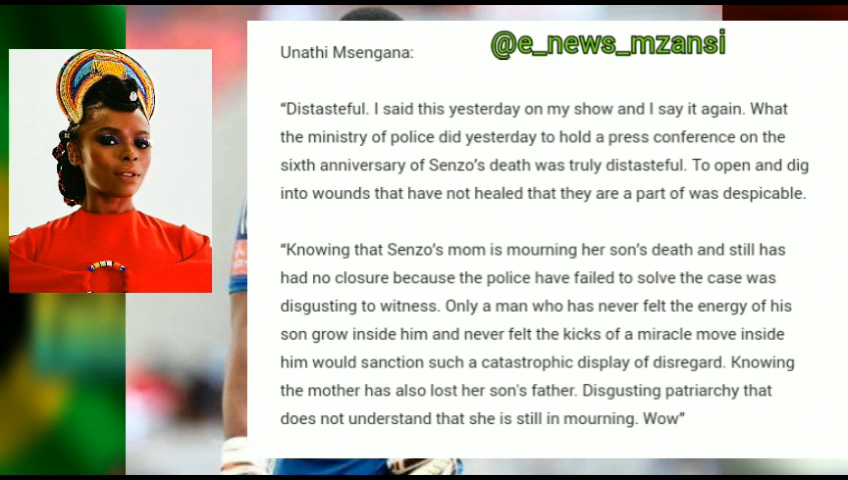 @e_news_mzansi
Unathi Msengana:
“Distasteful. I said this yesterday on my show and I say it again. What
the ministry of police did yesterday to hold a press conference on the
sixth anniversary of Senzo’s death was truly distasteful. To open and dig
into wounds that have not healed that they are a part of was despicable.
“Knowing that Senzo’s mom is mourning her son’s death and still has
had no closure because the police have failed to solve the case was
disgusting to witness. Only a man who has never felt the energy of his
son grow inside him and never felt the kicks of a miracle move inside
him would sanction such a catastrophic display of disregard. Knowing
the mother has also lost her son's father. Disgusting patriarchy that
does not understand that she is still in mourning. Wow”